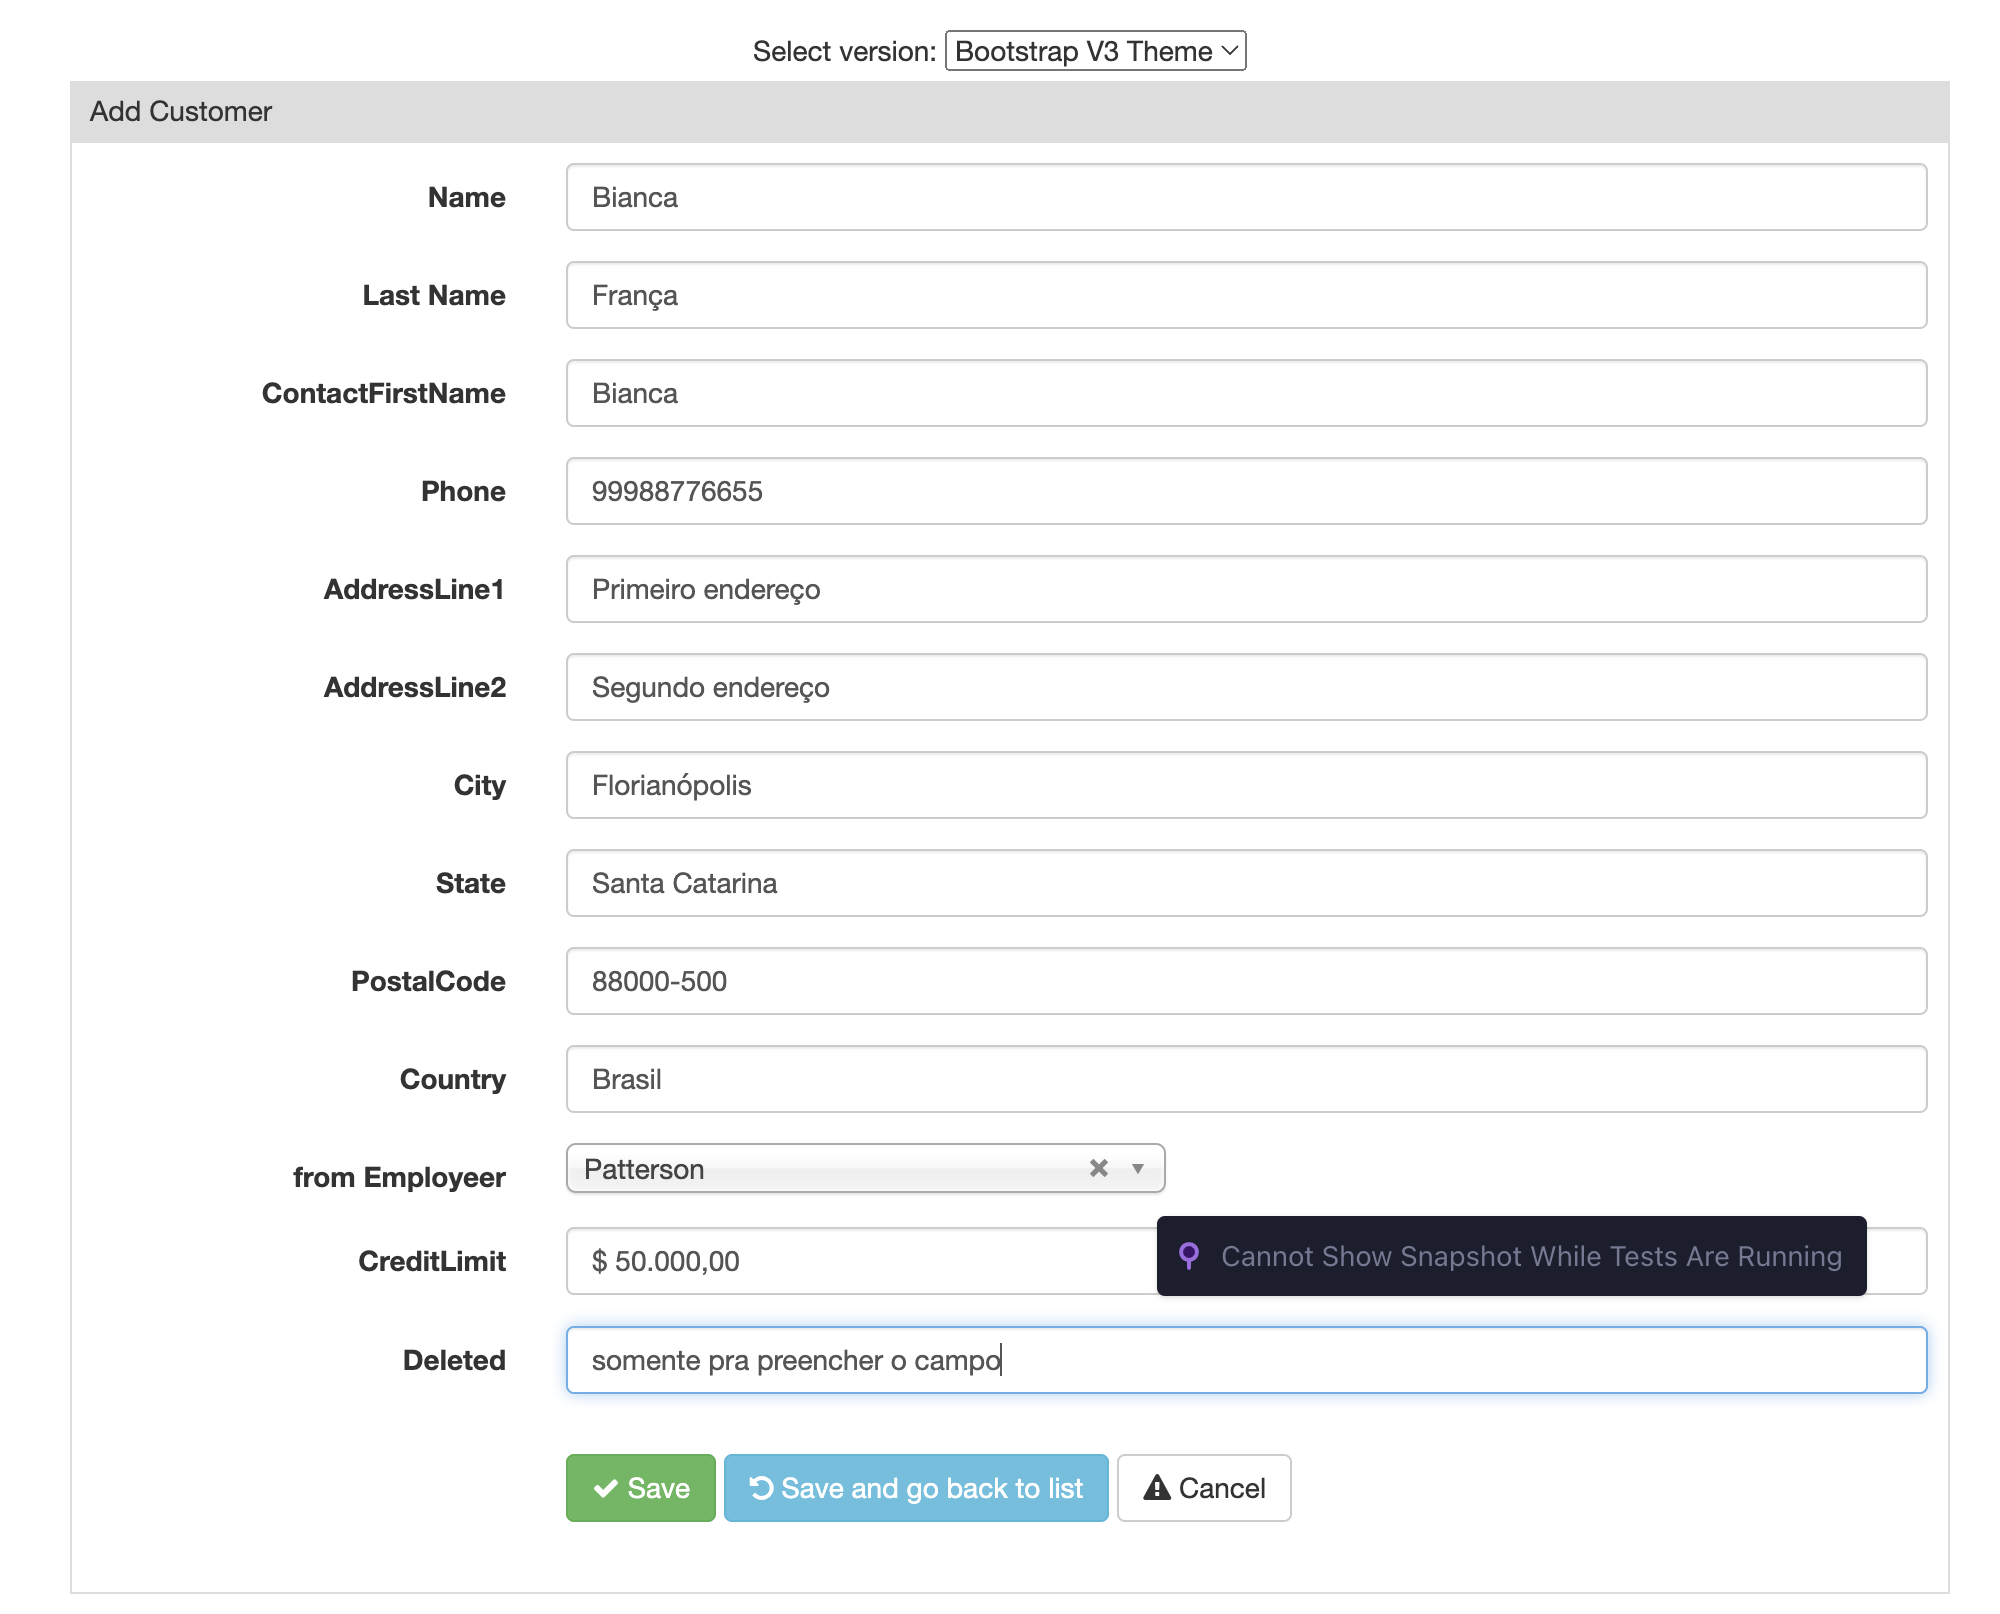 Select version: Bootstrap V3 Theme
Add Customer
Name Bianca
Last Name França
ContactFirstName Bianca
Phone 99988776655
AddressLine1 Primeiro endereço
AddressLine2 Segundo endereço
City Florianópolis
State Santa Catarina
PostalCode 88000-500
Country Brasil
from Employeer Patterson
CreditLimit $ 50.000,00
Cannot Show Snapshot While Tests Are Running
Deleted somente pra preencher o campo
Save Save and go back to list Cancel